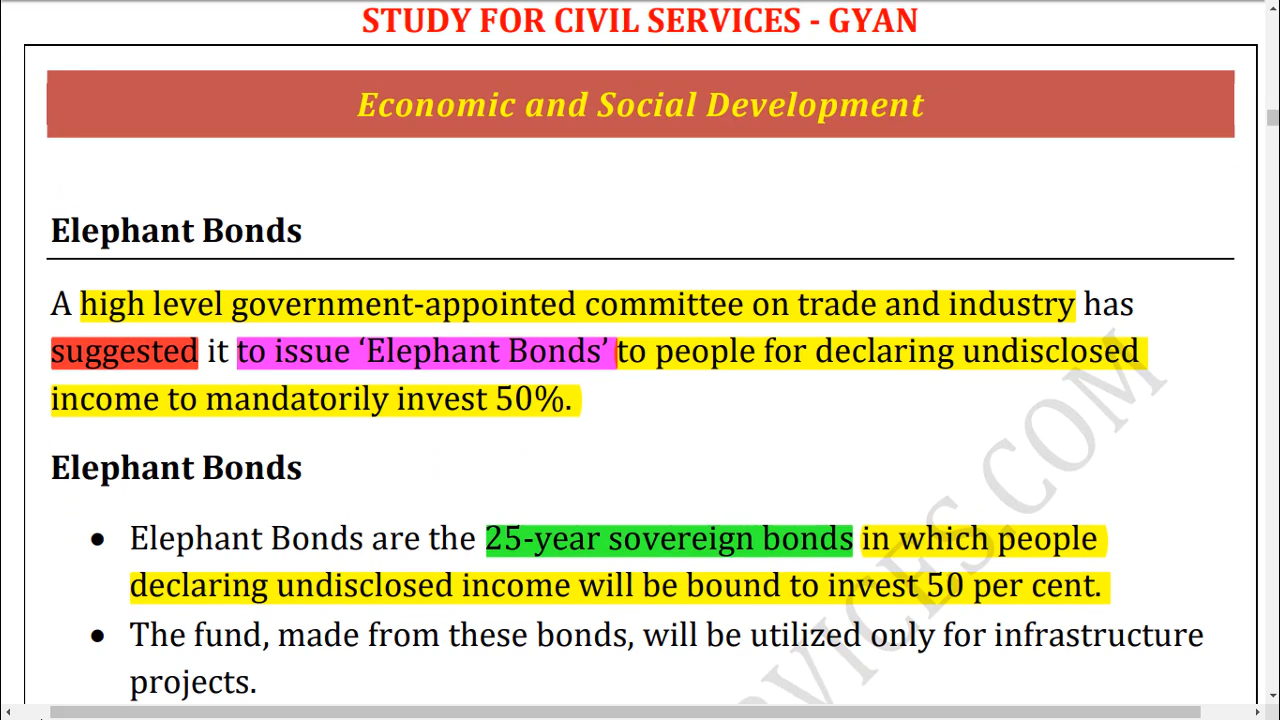 STUDY FOR CIVIL SERVICES - GYAN
Economic and Social Development
Elephant Bonds
A high level government-appointed committee on trade and industry has
suggested it to issue ‘Elephant Bonds’ to people for declaring undisclosed
income to mandatorily invest 50%.
Elephant Bonds
• Elephant Bonds are the 25-year sovereign bonds in which people
declaring undisclosed income will be bound to invest 50 per cent.
• The fund, made from these bonds, will be utilized only for infrastructure
projects.
VICES.COM